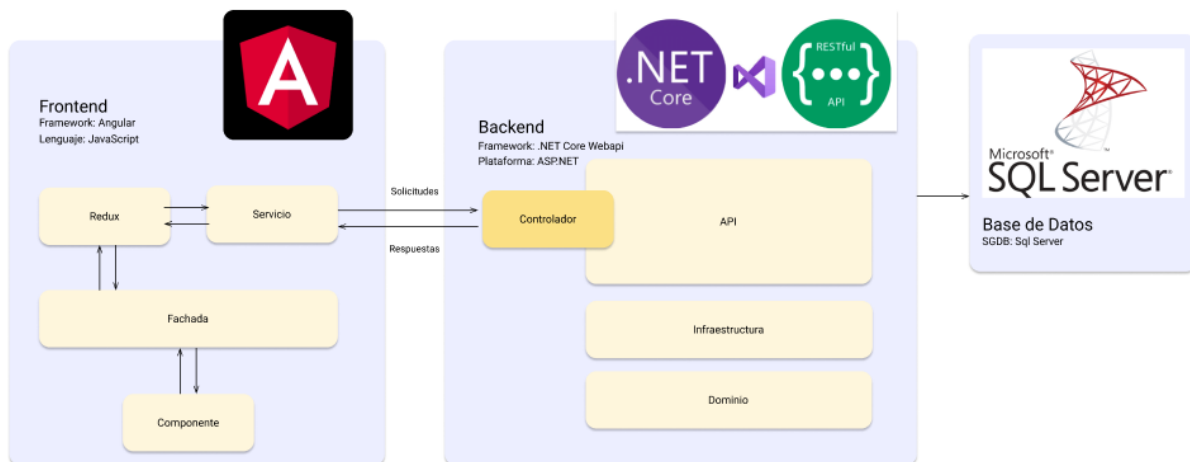 Frontend
Framework: Angular
Lenguaje: JavaScript
A
Redux
Servicio
Fachada
Componente
Solicitudes
Respuestas
.NET
Core
RESTful
{•••}
API
Backend
Framework: .NET Core Webapi
Plataforma: ASP.NET
Controlador
API
Infraestructura
Dominio
Microsoft®
SQL Server®
Base de Datos
SGDB: Sql Server